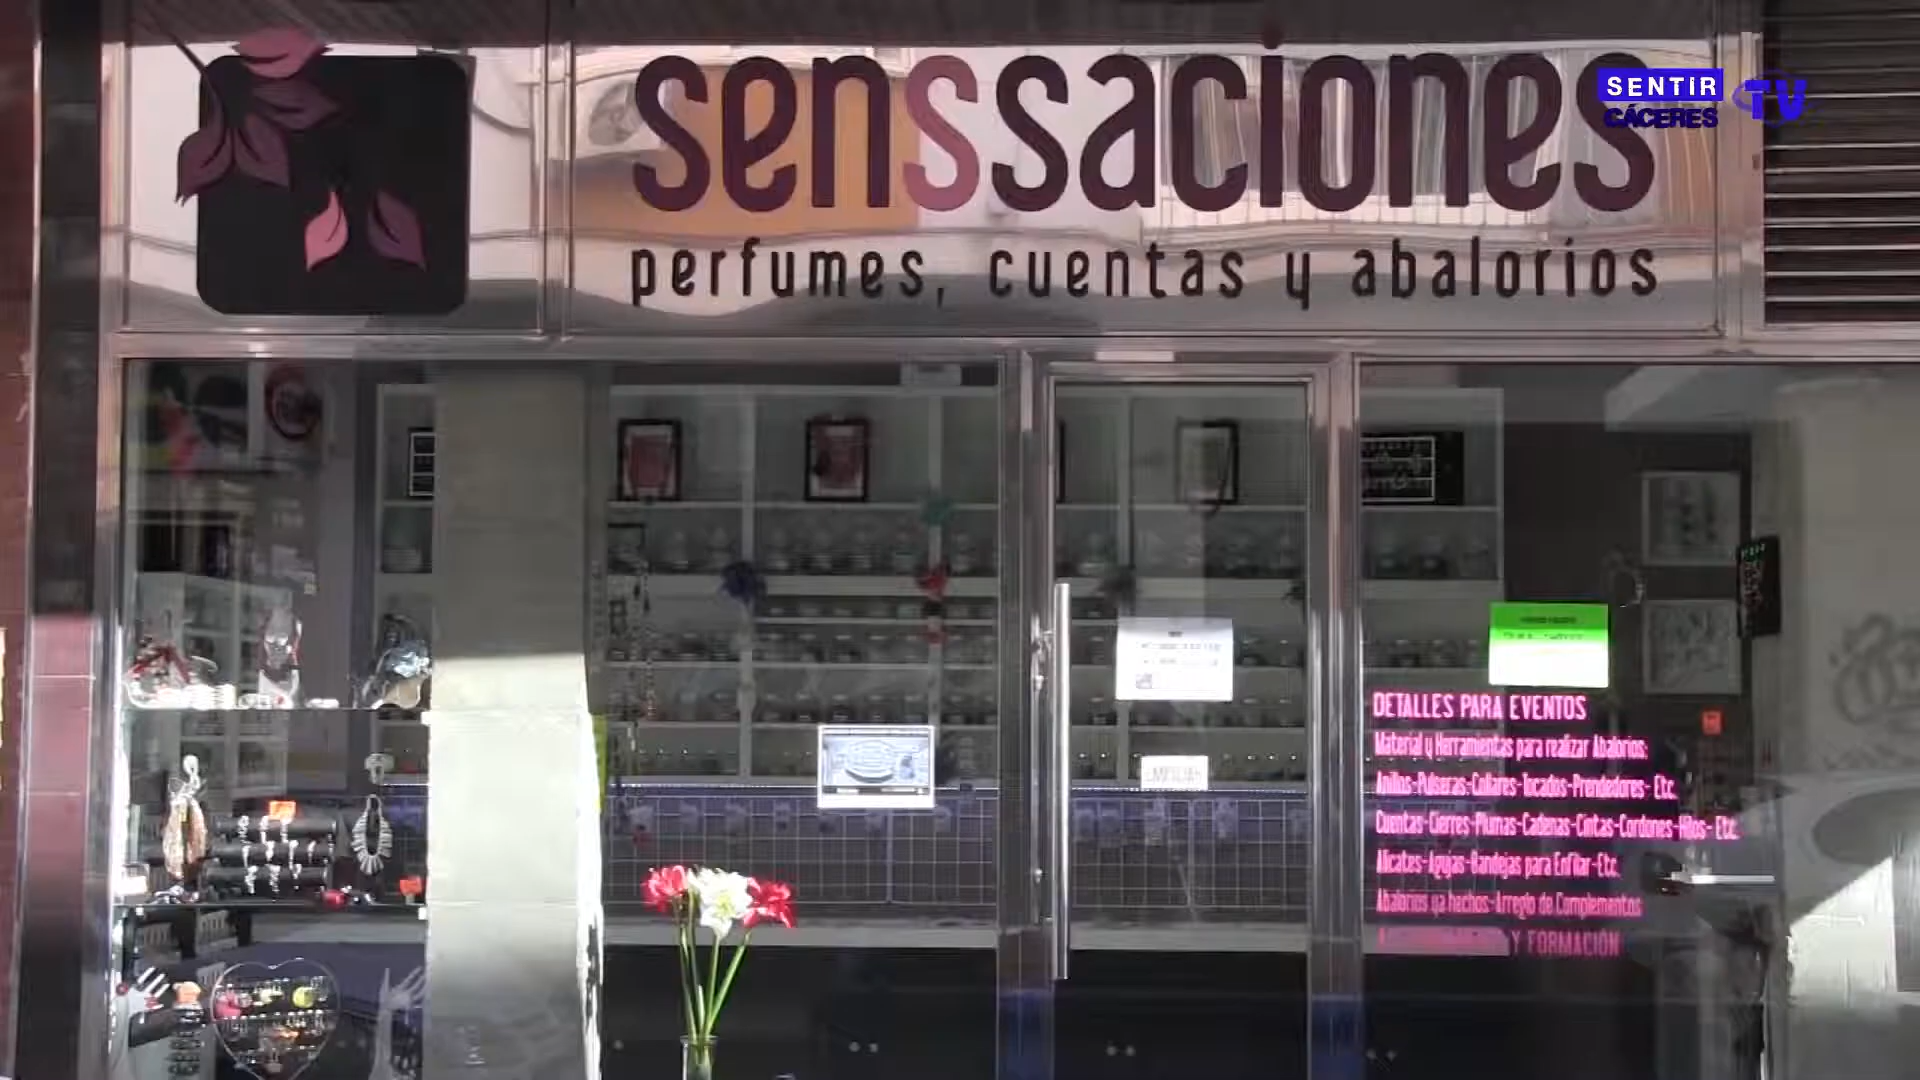 senssaciones
SENTIR
CÁCERES
TV
perfumes, cuentas y abalorios
DETALLES PARA EVENTOS
Material y Herramientas para realizar Abalorios:
Anillos-Pulseras-Collares-Tocados-Prendedores- Etc.
Cuentas-Cierres-Plumas-Cadenas-Cintas-Cordones-Hilos- Etc.
Alicates-Agujas-Bandejas para Enfilar-Etc.
Abalorios ya hechos-Arreglo de Complementos
Y FORMACIÓN
EMPUJAR